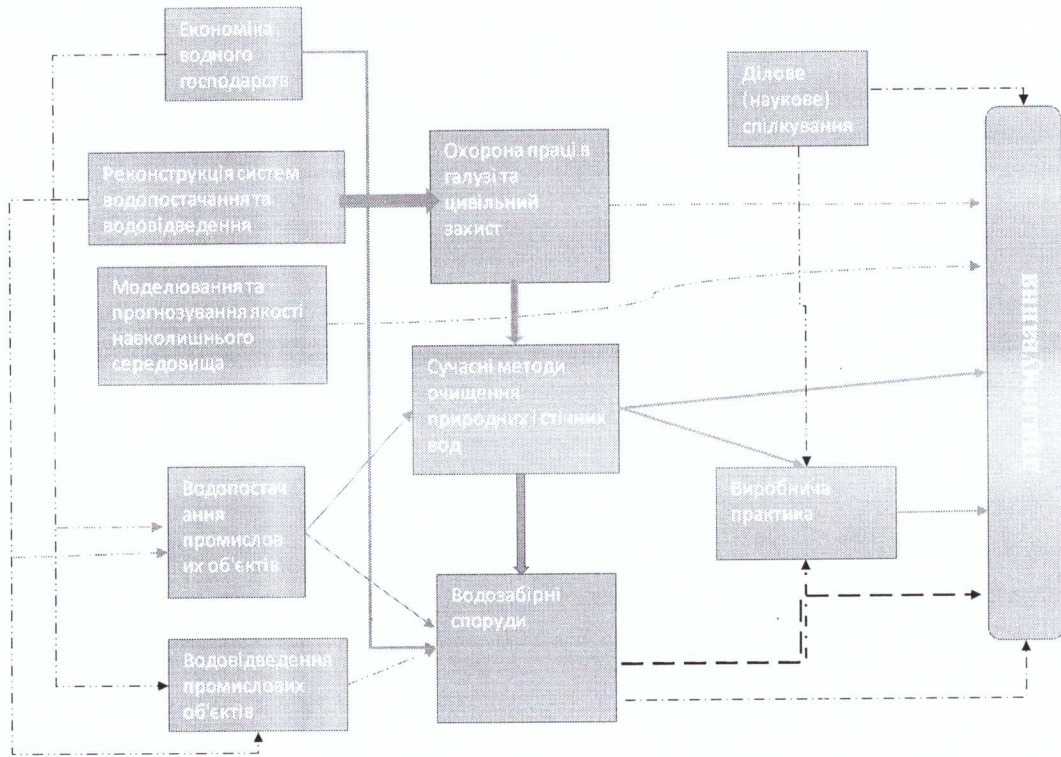 Економіка
водного
господарств
Ділове
(наукове)
спілкування
Реконструкція систем
водопостачання та
водовідведення
Охорона праці в
галузі та
цивільний
захист
Моделювання та
прогнозування якості
навколишнього
середовища
Сучасні методи
очищення
природних і стічних
вод
Водопостач
ання
промислов
их об'єктів
Виробнича
практика
Водозабірні
споруди
Водовідведення
промислових
об'єктів